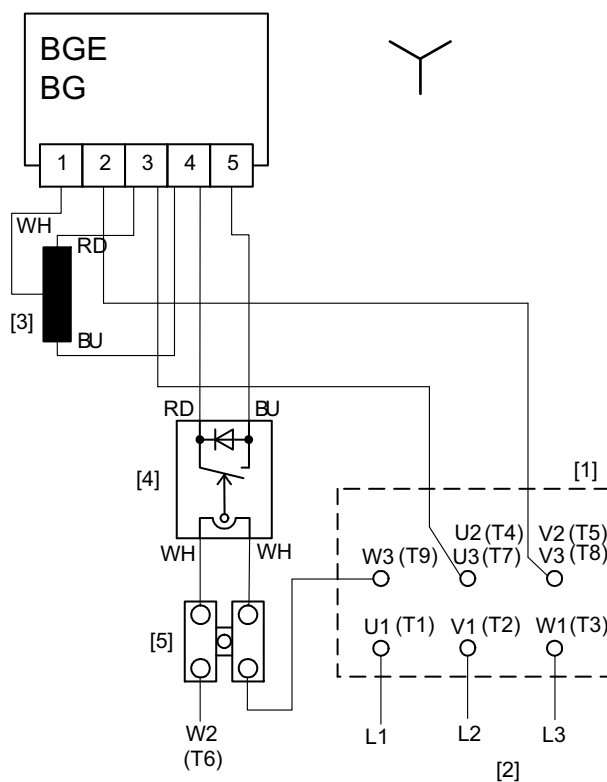 BGE
BG
1 2 3 4 5
WH
RD
[3]
BU
RD BU
[4]
[1]
WH WH
U2 (T4) V2 (T5)
W3 (T9) U3 (T7) V3 (T8)
[5]
U1 (T1) V1 (T2) W1 (T3)
W2
(T6)
L1 L2 L3
[2]